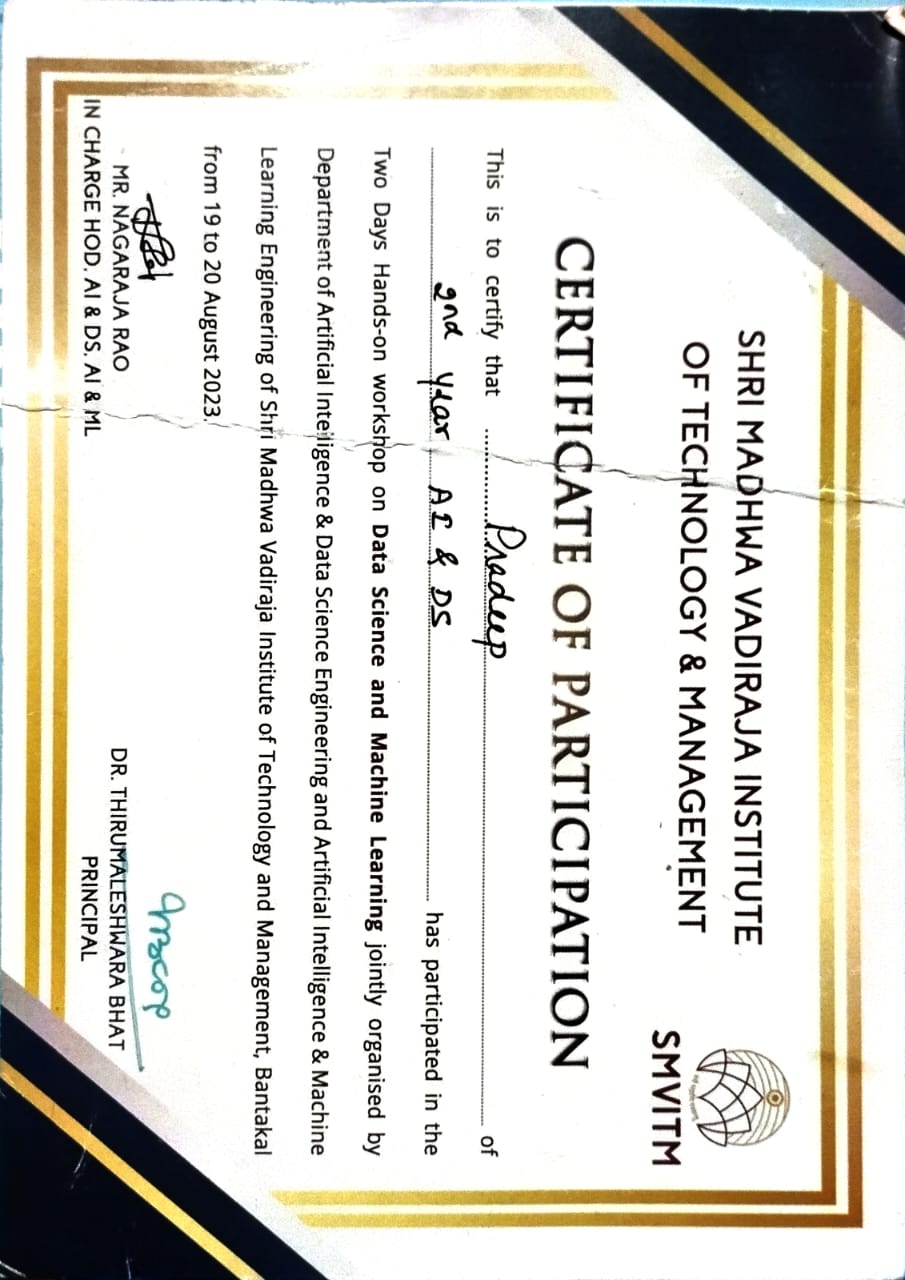 SHRI MADHWA VADIRAJA INSTITUTE
OF TECHNOLOGY & MANAGEMENT
SMVITM
CERTIFICATE OF PARTICIPATION
This is to certify that ........... Pradeep of
2nd Year AI & DS has participated in the
Two Days Hands-on workshop on Data Science and Machine Learning jointly organised by
Department of Artificial Intelligence & Data Science Engineering and Artificial Intelligence & Machine
Learning Engineering of Shri Madhwa Vadiraja Institute of Technology and Management, Bantakal
from 19 to 20 August 2023.
MR. NAGARAJA RAO
IN CHARGE HOD. AI & DS. AI & ML
DR. THIRUMALESHWARA BHAT
PRINCIPAL